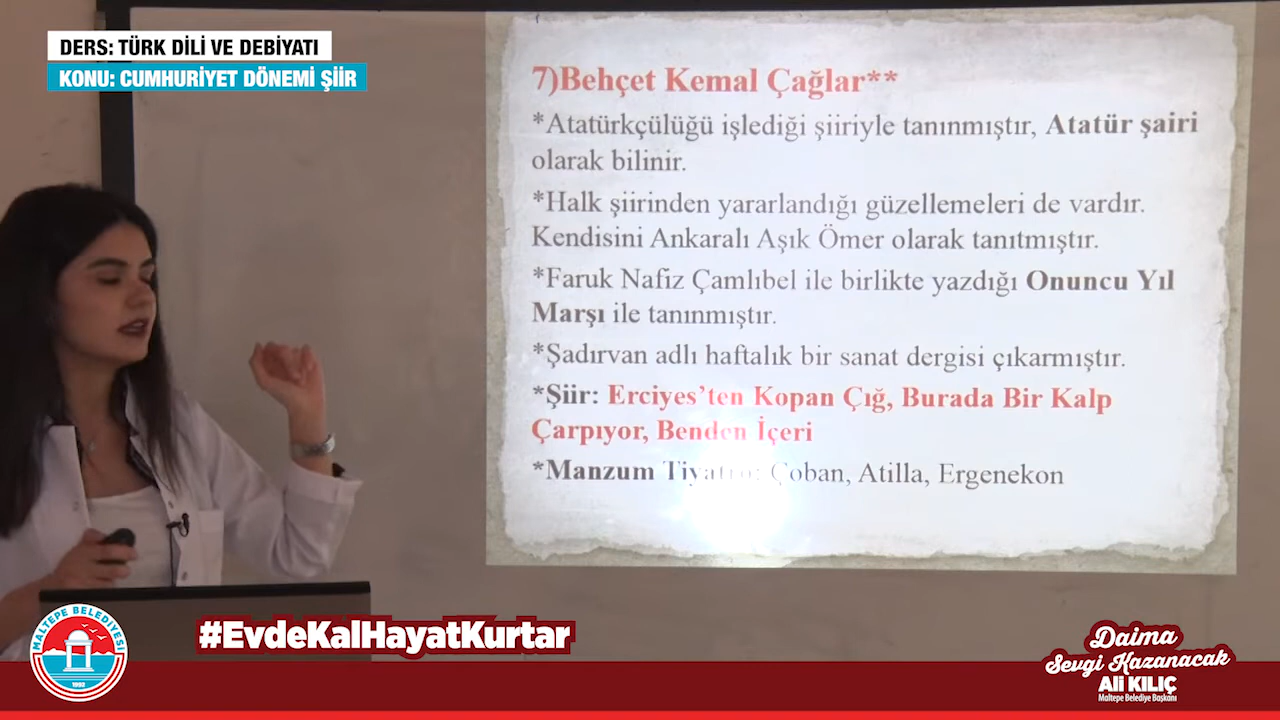 DERS: TÜRK DİLİ VE DEBİYATI
KONU: CUMHURİYET DÖNEMİ ŞİİR
7)Behçet Kemal Çağlar**
*Atatürkçülüğü işlediği şiiriyle tanınmıştır, Atatür şairi
olarak bilinir.
*Halk şiirinden yararlandığı güzellemeleri de vardır.
Kendisini Ankaralı Aşık Ömer olarak tanıtmıştır.
*Faruk Nafiz Çamlıbel ile birlikte yazdığı Onuncu Yıl
Marşı ile tanınmıştır.
*Şadırvan adlı haftalık bir sanat dergisi çıkarmıştır.
*Şiir: Erciyes’ten Kopan Çığ, Burada Bir Kalp
Çarpıyor, Benden İçeri
*Manzum Tiyatro: Çoban, Atilla, Ergenekon
MALTEPE BELEDİYESİ
1992
#EvdeKalHayatKurtar
Daima
Sevgi Kazanacak
Ali KILIÇ
Maltepe Belediye Başkanı